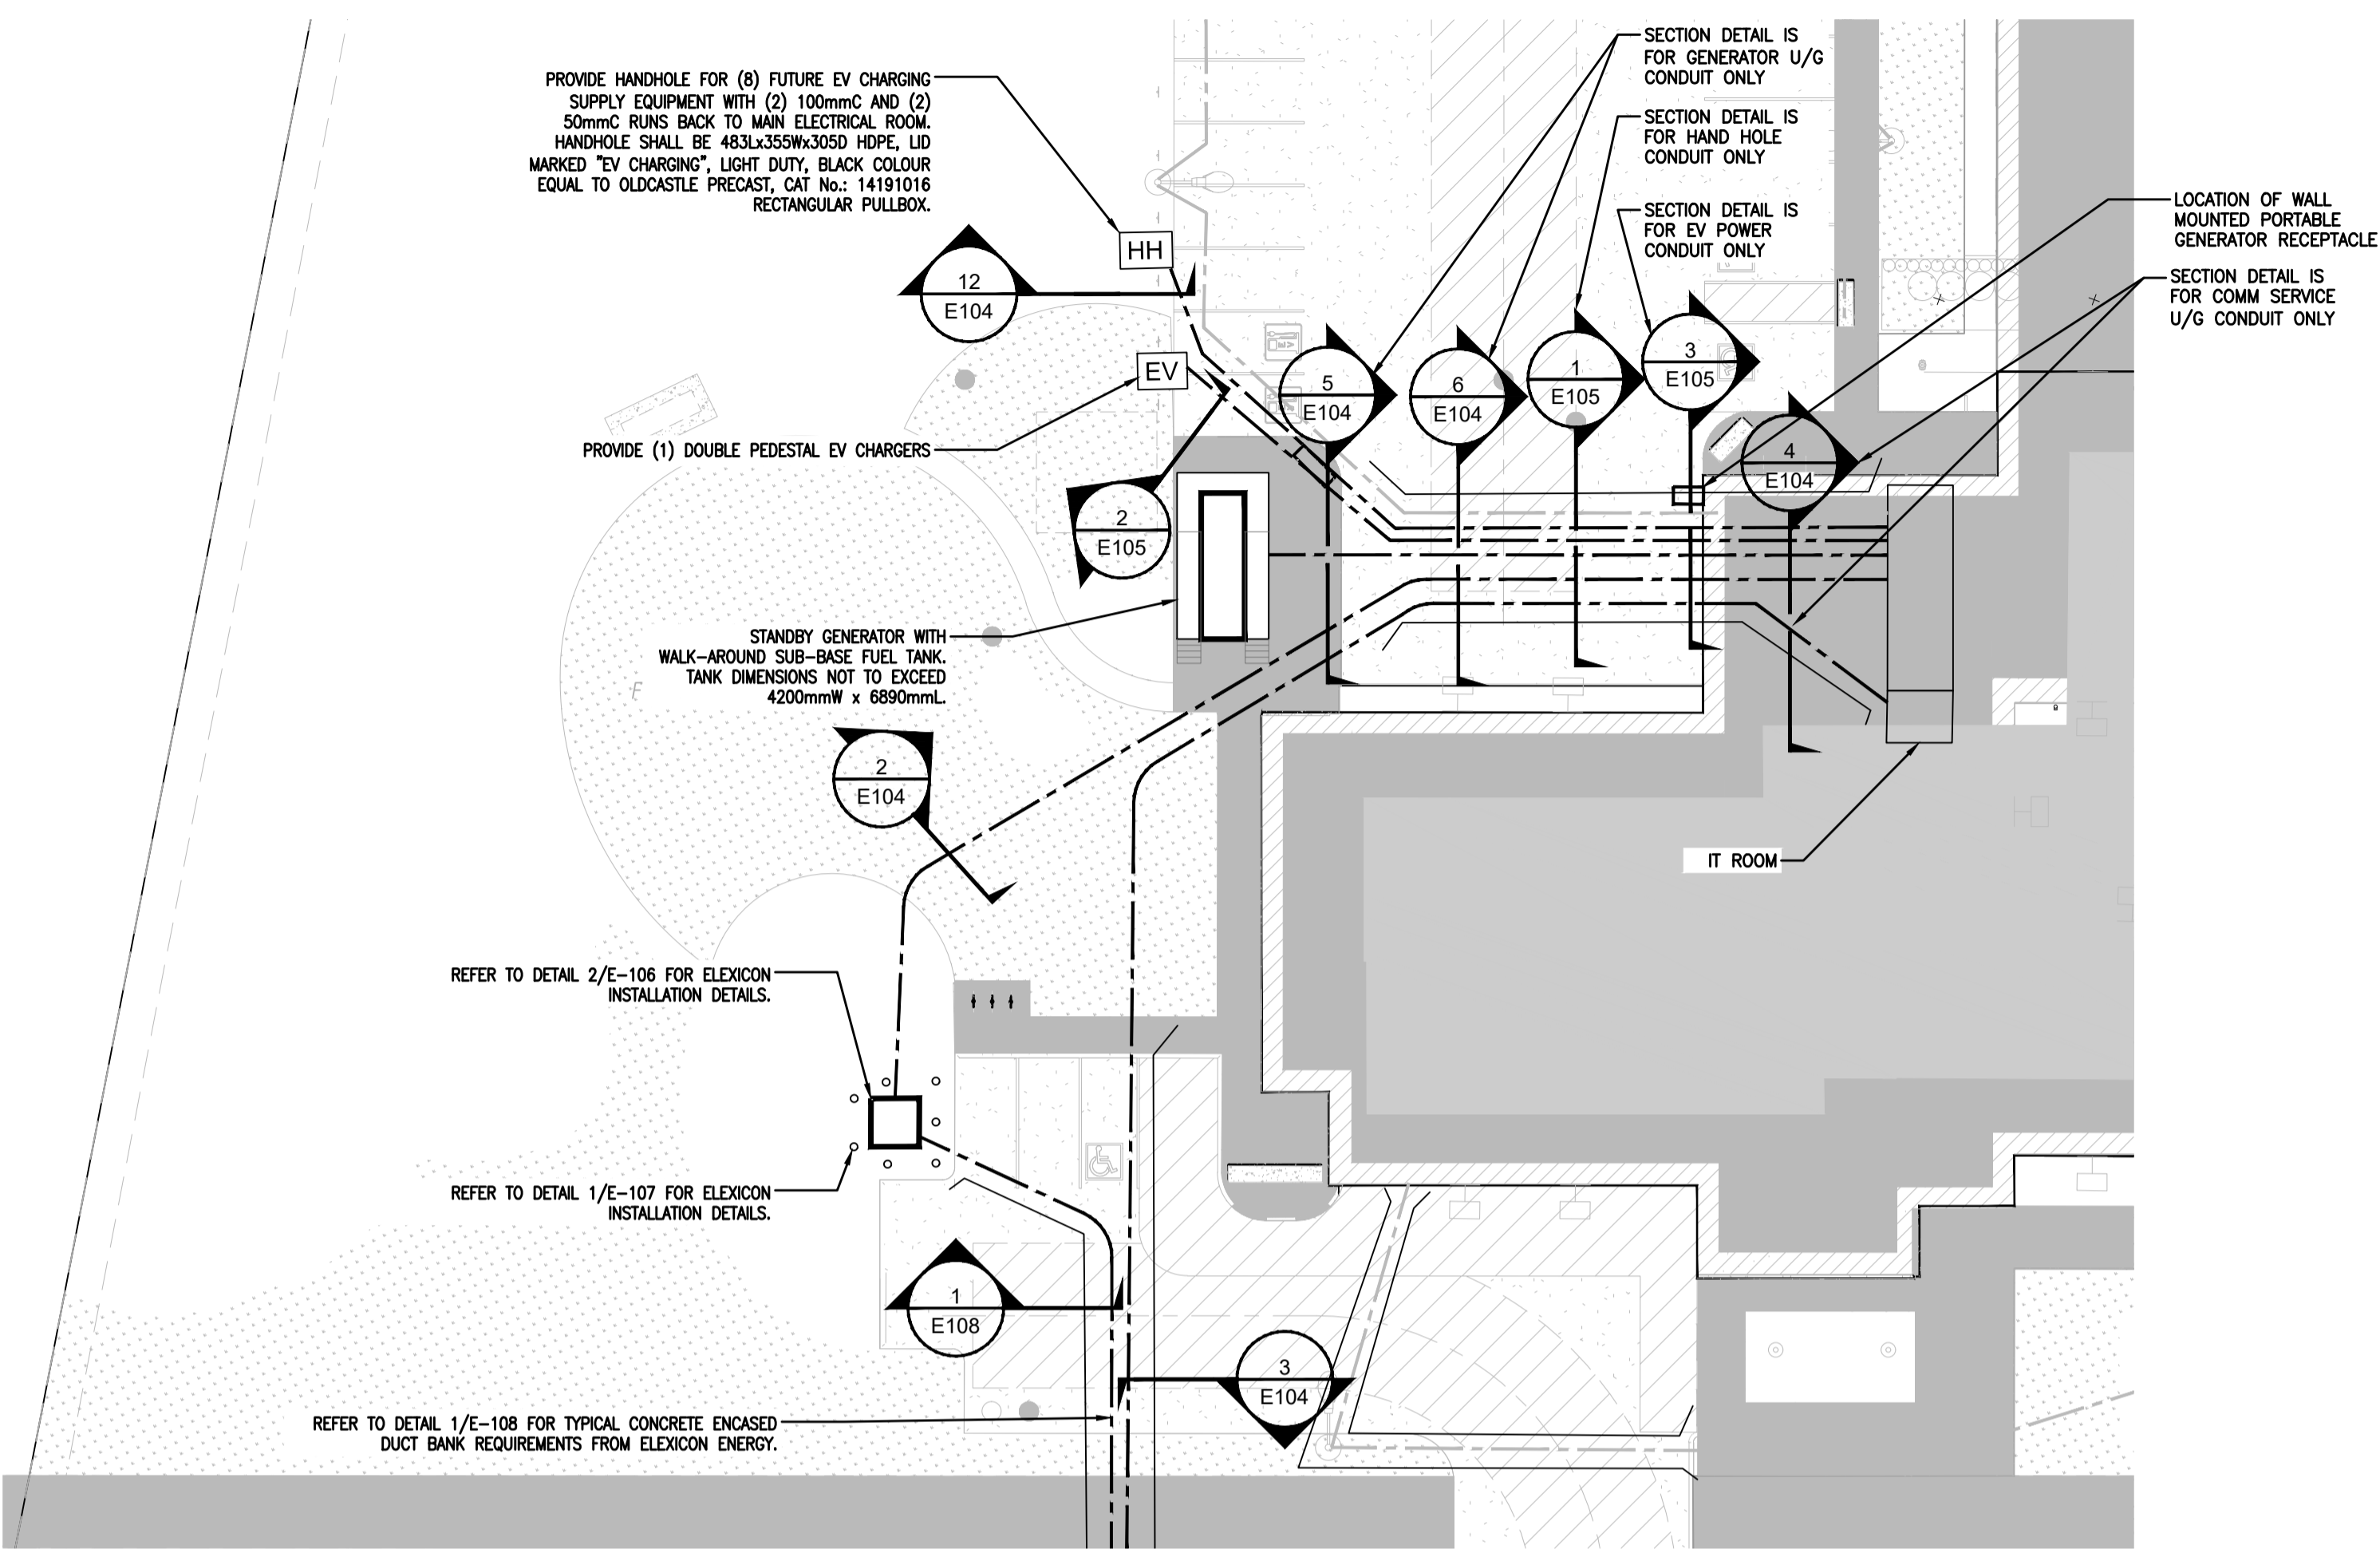 PROVIDE HANDHOLE FOR (8) FUTURE EV CHARGING
SUPPLY EQUIPMENT WITH (2) 100mmC AND (2)
50mmC RUNS BACK TO MAIN ELECTRICAL ROOM.
HANDHOLE SHALL BE 483Lx355Wx305D HDPE, LID
MARKED "EV CHARGING", LIGHT DUTY, BLACK COLOUR
EQUAL TO OLDCASTLE PRECAST, CAT No.: 14191016
RECTANGULAR PULLBOX.
SECTION DETAIL IS
FOR GENERATOR U/G
CONDUIT ONLY
SECTION DETAIL IS
FOR HAND HOLE
CONDUIT ONLY
SECTION DETAIL IS
FOR EV POWER
CONDUIT ONLY
LOCATION OF WALL
MOUNTED PORTABLE
GENERATOR RECEPTACLE
SECTION DETAIL IS
FOR COMM SERVICE
U/G CONDUIT ONLY
HH
12
E104
EV
EV
5
E104
6
E104
1
E105
3
E105
4
E104
PROVIDE (1) DOUBLE PEDESTAL EV CHARGERS
2
E105
STANDBY GENERATOR WITH
WALK-AROUND SUB-BASE FUEL TANK.
TANK DIMENSIONS NOT TO EXCEED
4200mmW x 6890mmL.
F
2
E104
IT ROOM
REFER TO DETAIL 2/E-106 FOR ELEXICON
INSTALLATION DETAILS.
REFER TO DETAIL 1/E-107 FOR ELEXICON
INSTALLATION DETAILS.
1
E108
3
E104
REFER TO DETAIL 1/E-108 FOR TYPICAL CONCRETE ENCASED
DUCT BANK REQUIREMENTS FROM ELEXICON ENERGY.